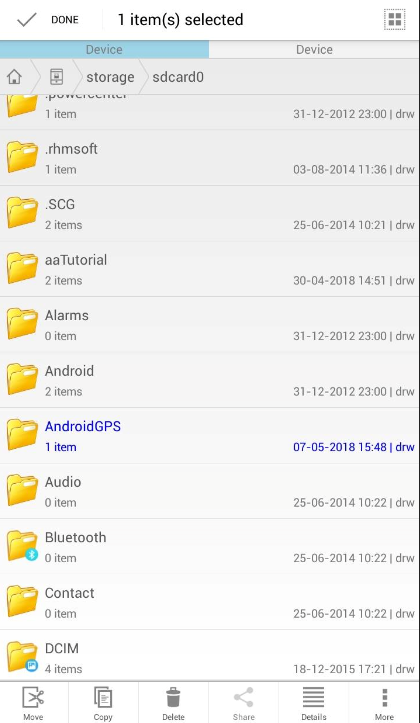 DONE 1 item(s) selected
Device Device
storage sdcard0
.powercenter
1 item 31-12-2012 23:00 | drw
.rhmsoft
1 item 03-08-2014 11:36 | drw
.SCG
2 items 25-06-2014 10:21 | drw
aaTutorial
2 items 30-04-2018 14:51 | drw
Alarms
0 item 31-12-2012 23:00 | drw
Android
2 items 31-12-2012 23:00 | drw
AndroidGPS
1 item 07-05-2018 15:48 | drw
Audio
0 item 25-06-2014 10:22 | drw
Bluetooth
0 item 25-06-2014 10:22 | drw
Contact
0 item 25-06-2014 10:22 | drw
DCIM
4 items 18-12-2015 17:21 | drw
Move Copy Delete Share Details More